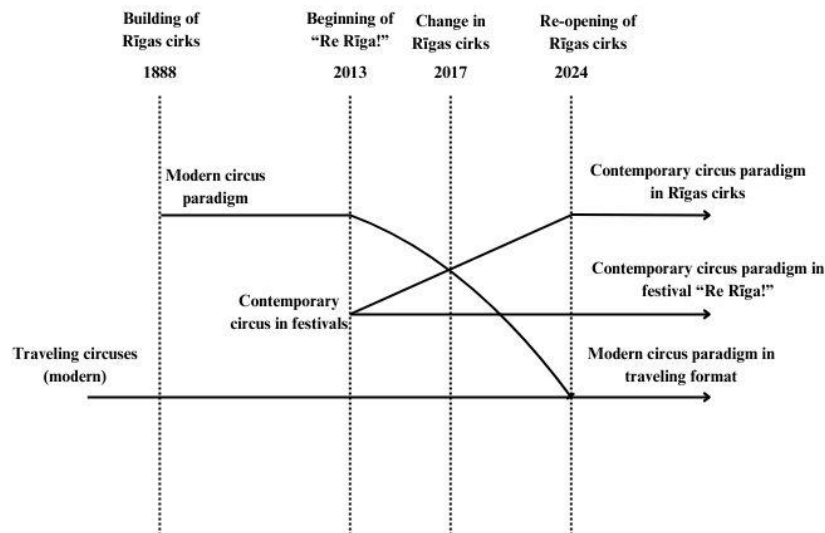 Building of
Rīgas cirks
1888
Beginning of
“Re Rīga!”
2013
Change in
Rīgas cirks
2017
Re-opening of
Rīgas cirks
2024
Modern circus
paradigm
Contemporary circus paradigm
in Rīgas cirks
Contemporary
circus in festivals
Contemporary circus paradigm in
festival “Re Rīga!”
Traveling circuses
(modern)
Modern circus paradigm in
traveling format